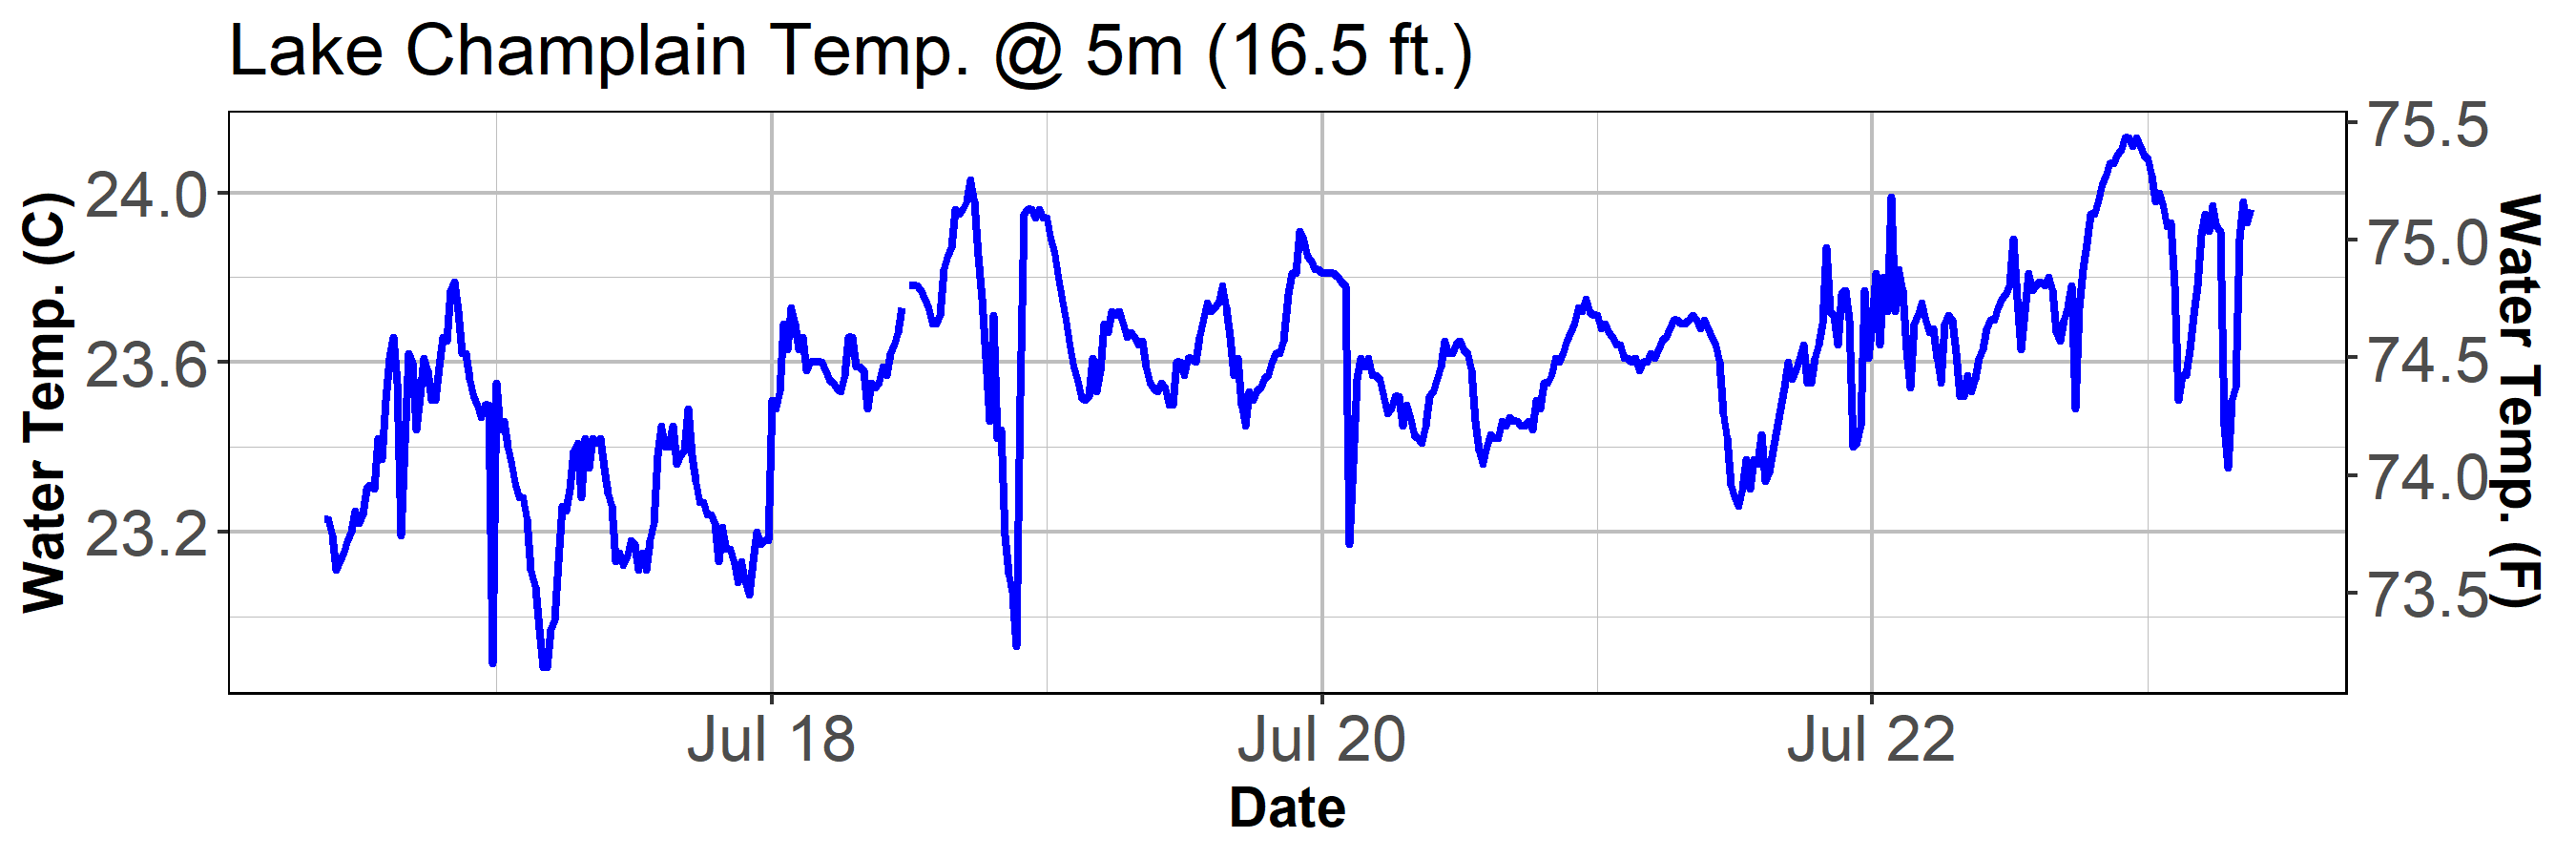 Lake Champlain Temp. @ 5m (16.5 ft.)
Water Temp. (C)
24.0
23.6
23.2
75.5
75.0
74.5
74.0
73.5
Water Temp. (F)
Jul 18 Jul 20 Jul 22
Date